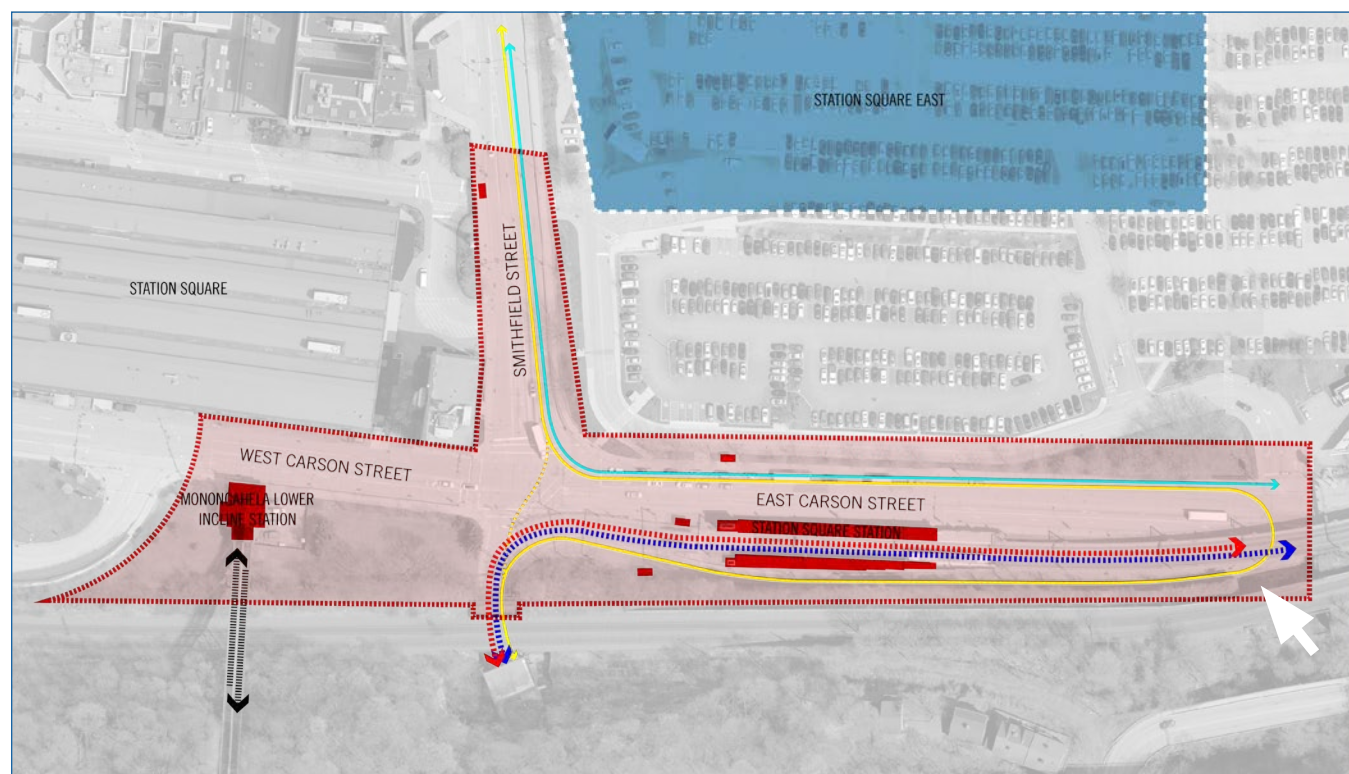 STATION SQUARE EAST
SMITHFIELD STREET
STATION SQUARE
WEST CARSON STREET
MONONGAHELA LOWER
INCLINE STATION
EAST CARSON STREET
STATION SQUARE STATION